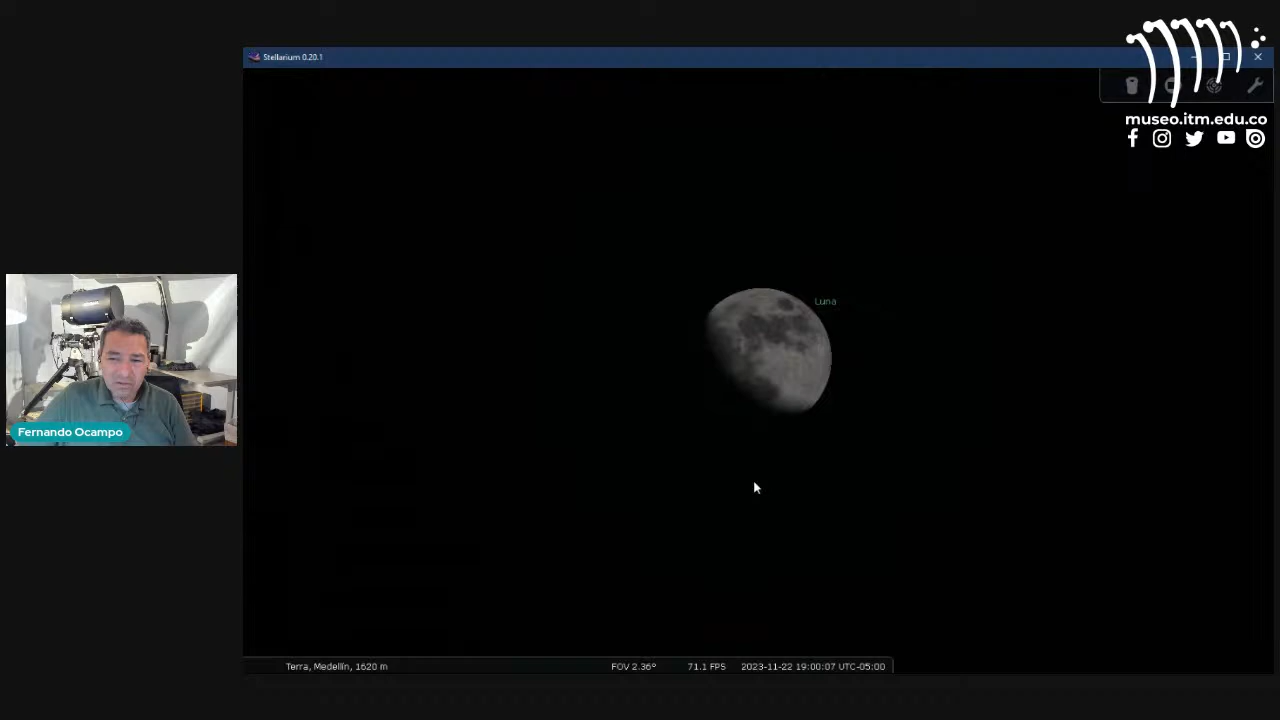 Stellarium 0.20.1
museo.itm.edu.co
Luna
Fernando Ocampo
Terra, Medellín, 1620 m
FOV 2.36°
71.1 FPS
2023-11-22 19:00:07 UTC-05:00